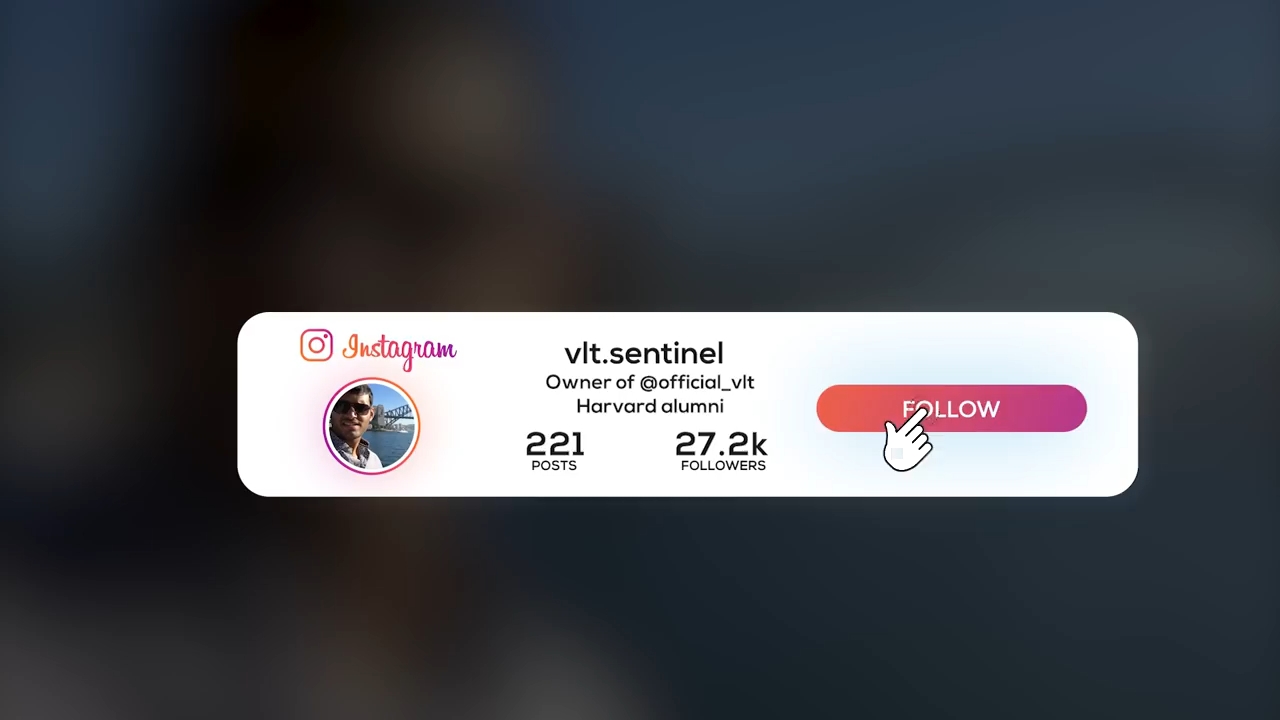 Instagram
vlt.sentinel
Owner of @official_vlt
Harvard alumni
221
POSTS
27.2k
FOLLOWERS
FOLLOW